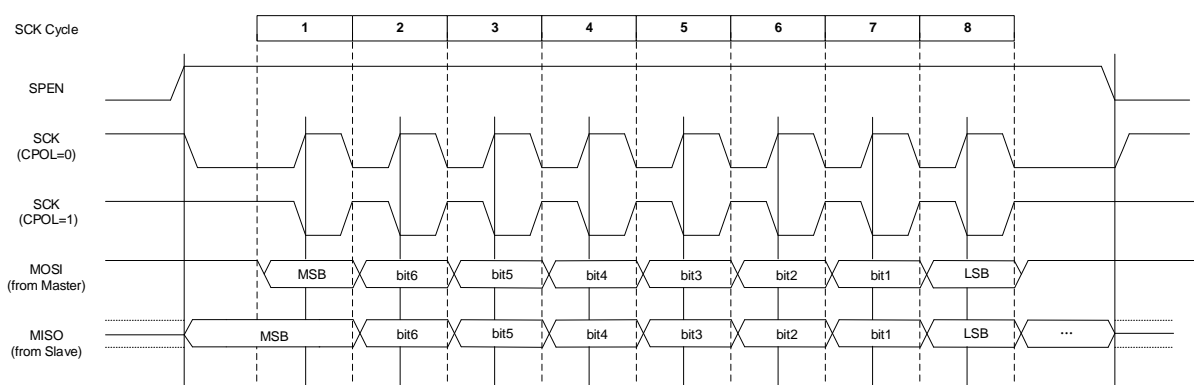 SCK Cycle 1 2 3 4 5 6 7 8
SPEN
SCK
(CPOL=0)
SCK
(CPOL=1)
MOSI
(from Master)
MSB bit6 bit5 bit4 bit3 bit2 bit1 LSB
MISO
(from Slave)
MSB bit6 bit5 bit4 bit3 bit2 bit1 LSB ...